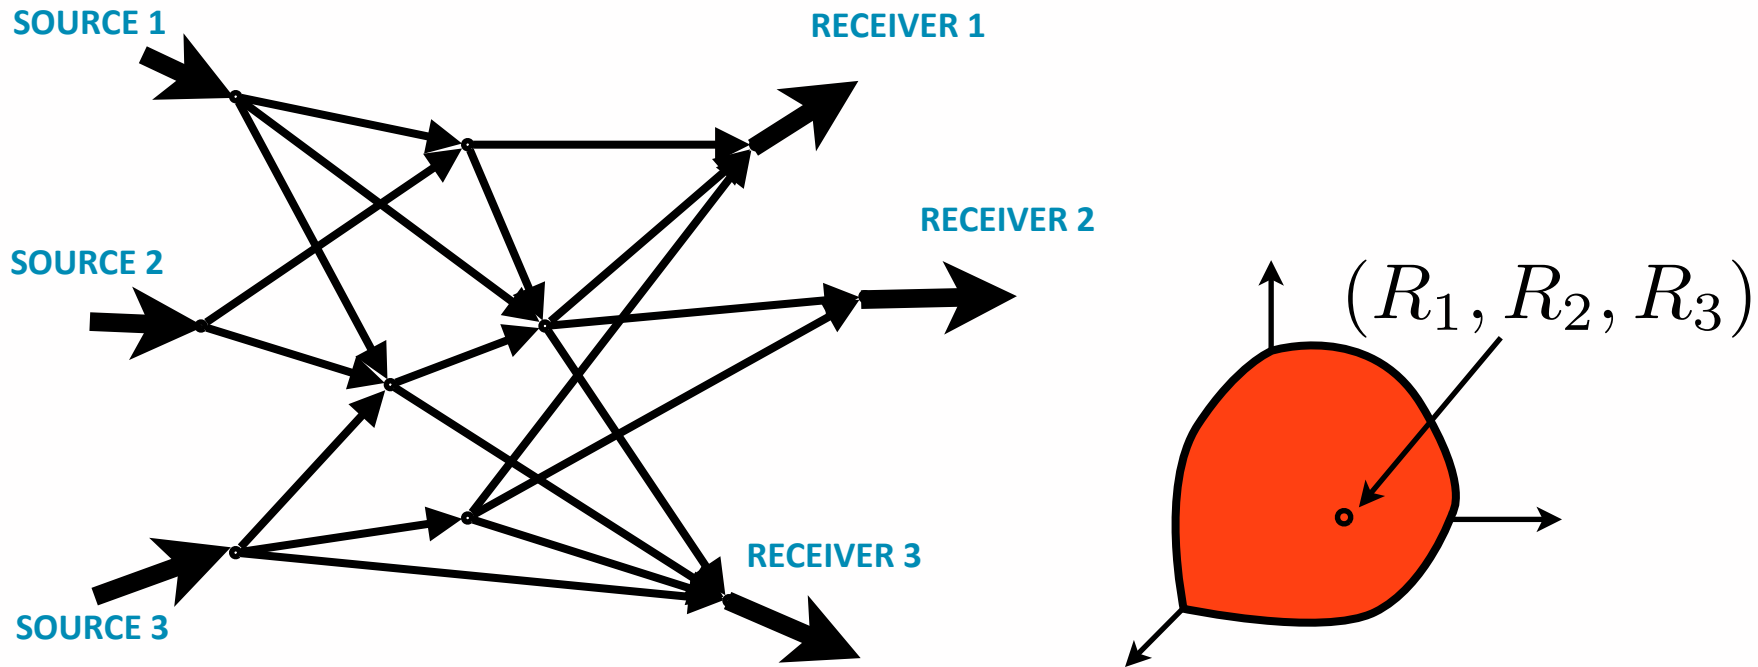 SOURCE 1
RECEIVER 1
RECEIVER 2
SOURCE 2
(R₁, R₂, R₃)
RECEIVER 3
SOURCE 3